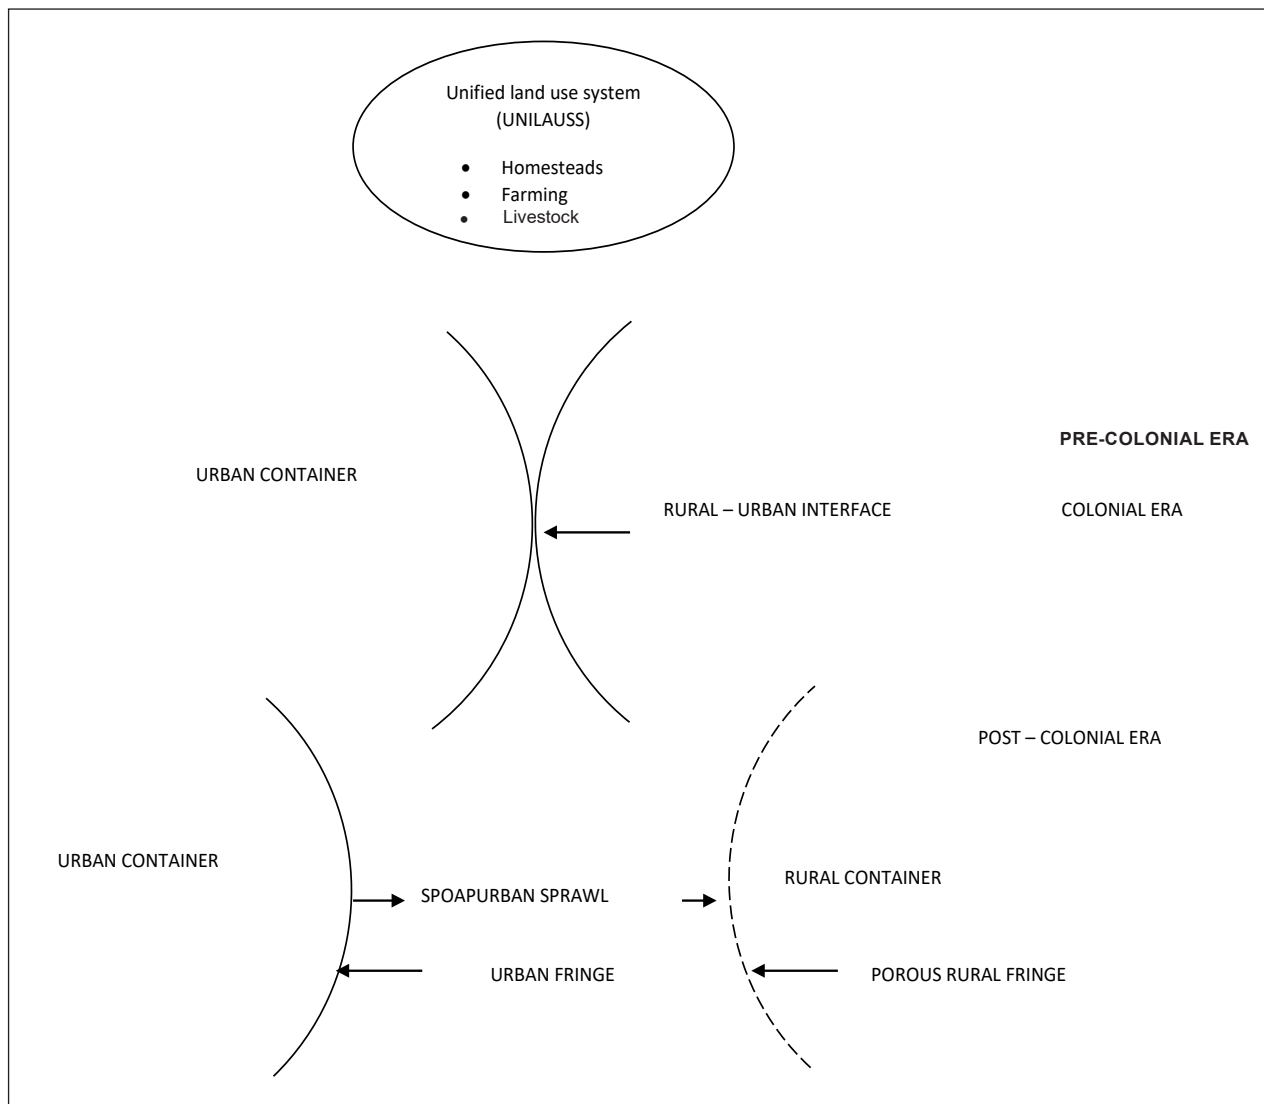 Unified land use system
(UNILAUSS)
• Homesteads
• Farming
• Livestock
PRE-COLONIAL ERA
URBAN CONTAINER
RURAL – URBAN INTERFACE
COLONIAL ERA
POST – COLONIAL ERA
URBAN CONTAINER
SPOAPURBAN SPRAWL
RURAL CONTAINER
URBAN FRINGE
POROUS RURAL FRINGE